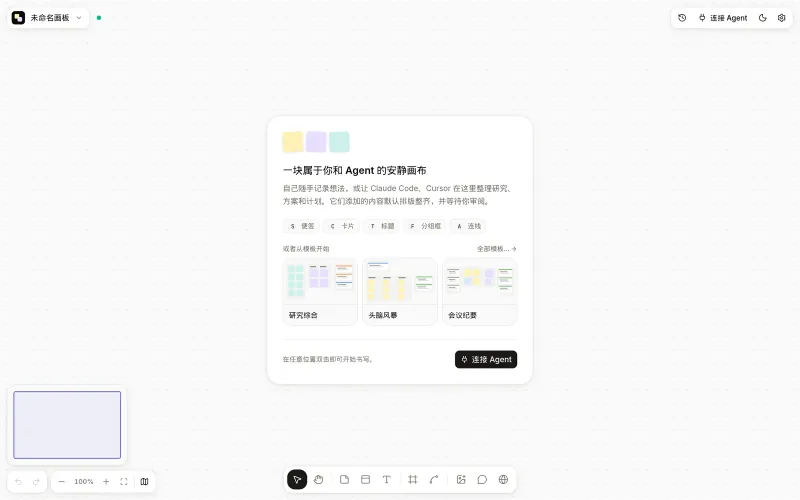 未命名画板
连接 Agent
一块属于你和 Agent 的安静画布
自己随手记录想法，或让 Claude Code、Cursor 在这里整理研究、
方案和计划。它们添加的内容默认排版整齐，并等待你审阅。
S 便签 C 卡片 T 标题 F 分组框 A 连线
或者从模板开始 全部模板… →
研究综合 头脑风暴 会议纪要
在任意位置双击即可开始书写。 连接 Agent
100%